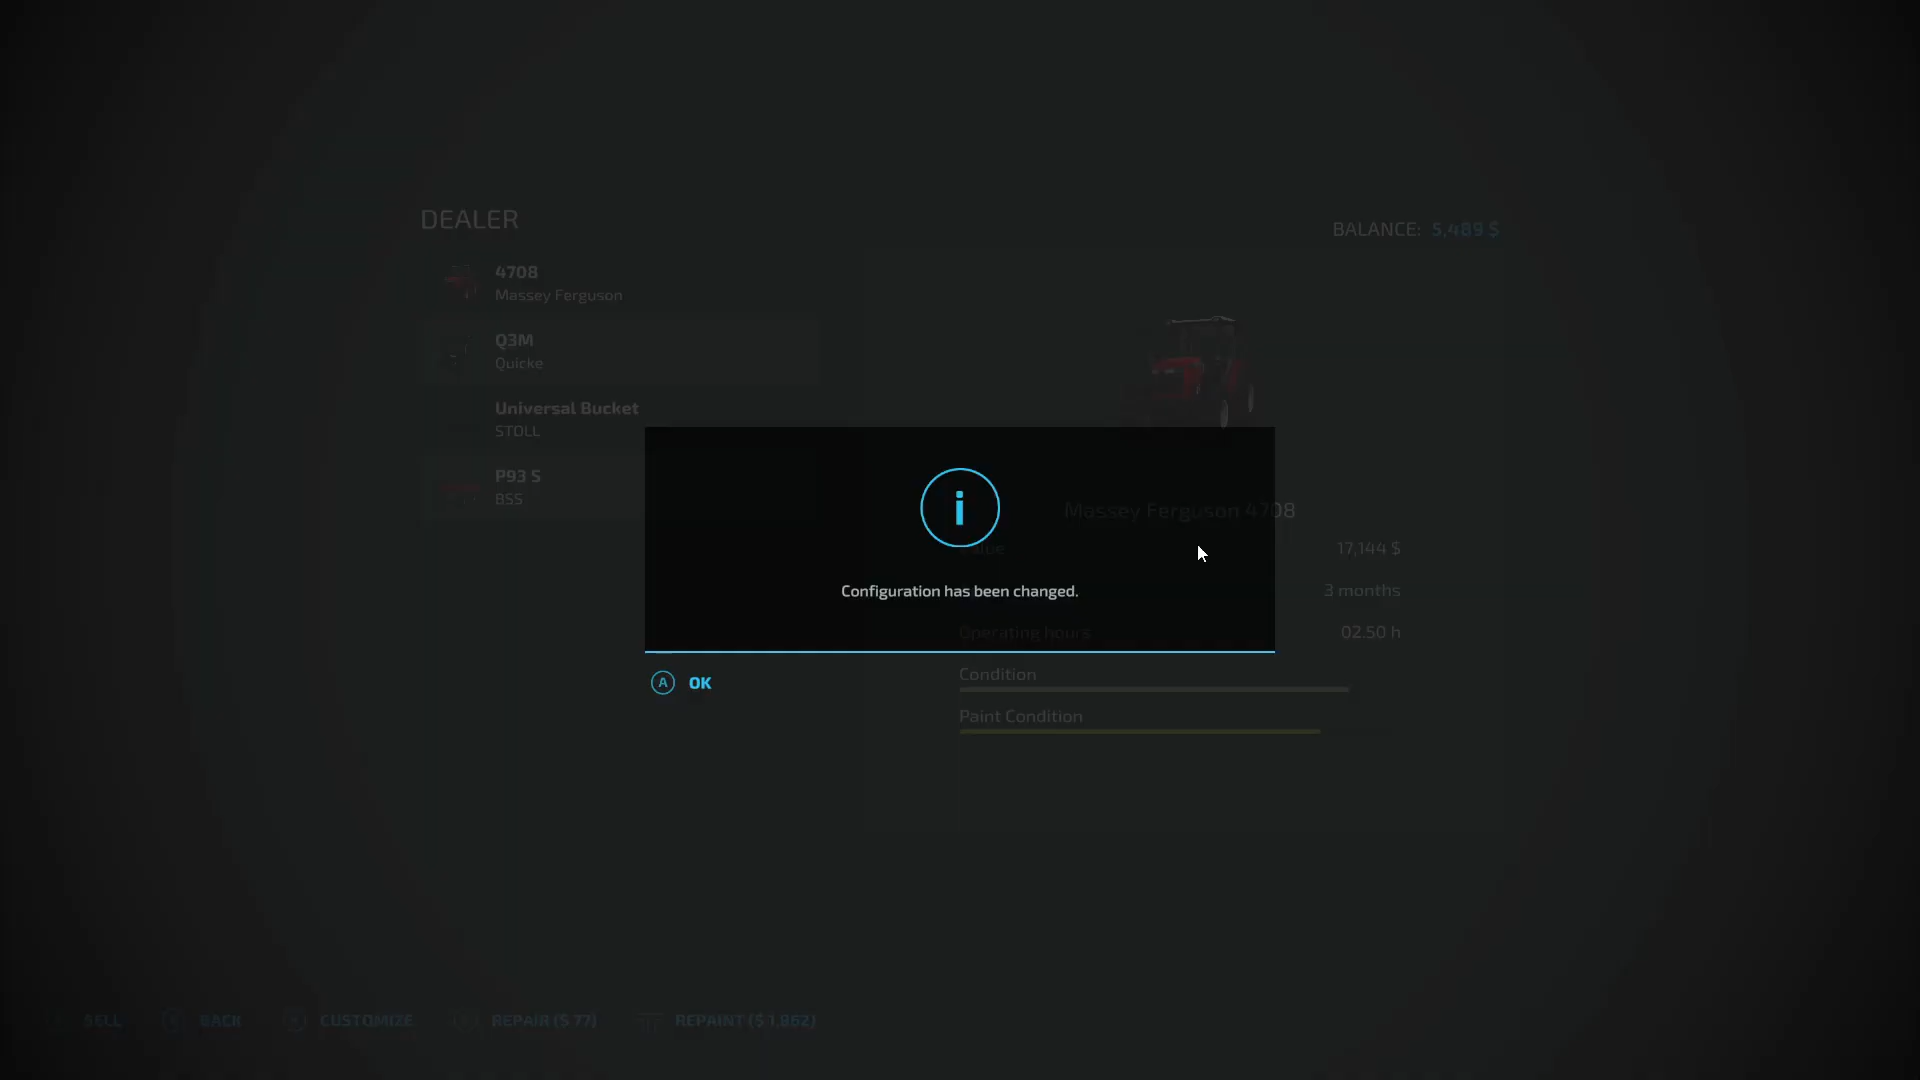 DEALER
BALANCE: 5,489 $
4708
Massey Ferguson
Q3M
Quicke
Universal Bucket
STOLL
P93 S
BSS
Massey Ferguson 4708
Value
17,144 $
3 months
Operating hours
02.50 h
Condition
Paint Condition
i
Configuration has been changed.
A OK
SELL
BACK
CUSTOMIZE
REPAIR ($ 77)
REPAINT ($ 1,862)